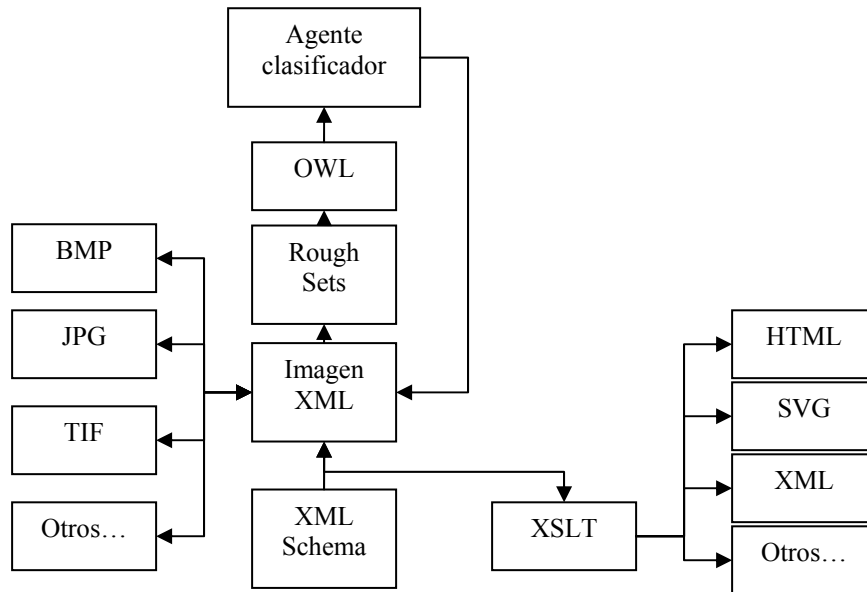 Agente
clasificador
OWL
BMP
Rough
Sets
JPG
Imagen
XML
HTML
TIF
SVG
XML
Otros…
XML
Schema
XSLT
Otros…